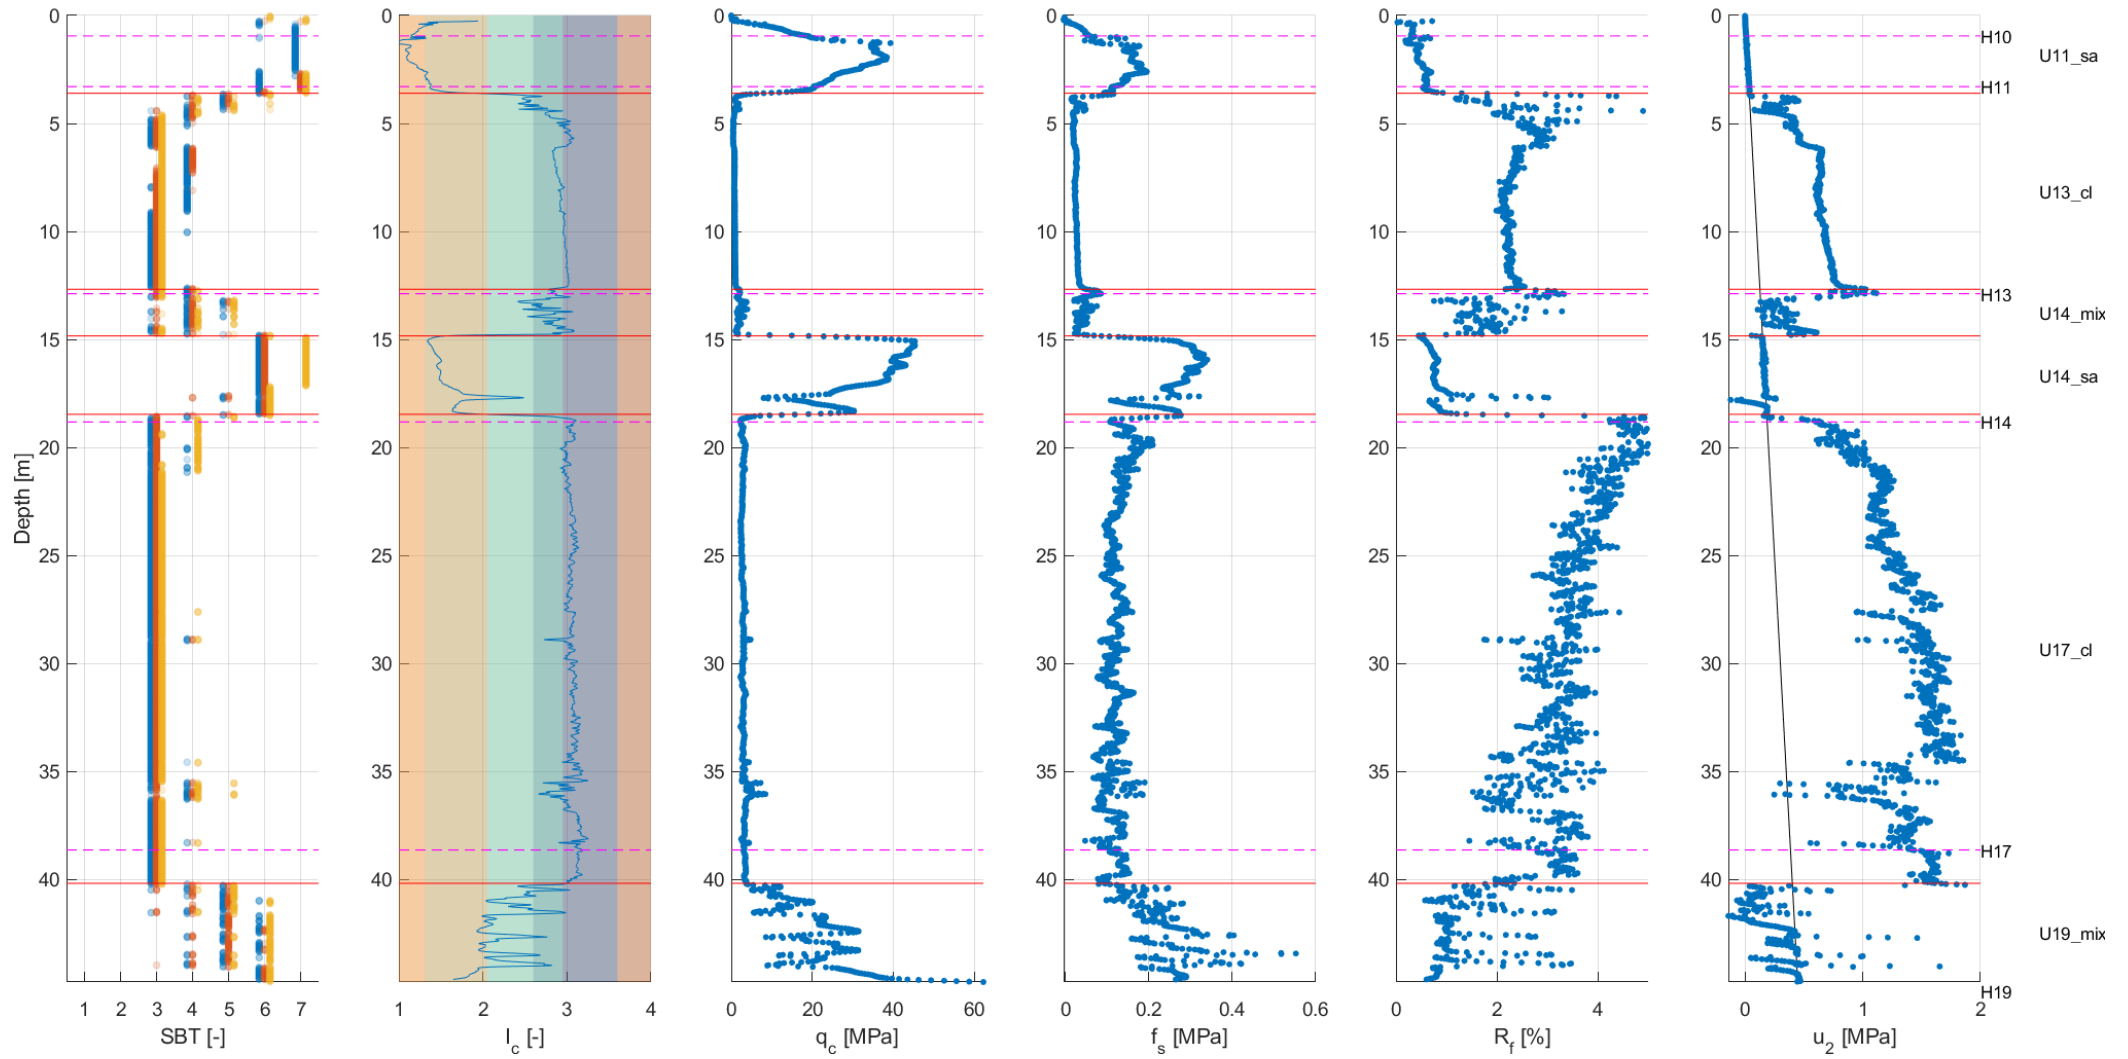 0
5
10
15
20
25
30
35
40
Depth [m]
1 2 3 4 5 6 7
SBT [-]
0
5
10
15
20
25
30
35
40
1 2 3 4
I_c [-]
0
5
10
15
20
25
30
35
40
0 20 40 60
q_c [MPa]
0
5
10
15
20
25
30
35
40
0 0.2 0.4 0.6
f_s [MPa]
0
5
10
15
20
25
30
35
40
0 2 4
R_f [%]
0
5
10
15
20
25
30
35
40
0 1 2
u_2 [MPa]
H10
U11_sa
H11
U13_cl
H13
U14_mix
U14_sa
H14
U17_cl
H17
U19_mix
H19